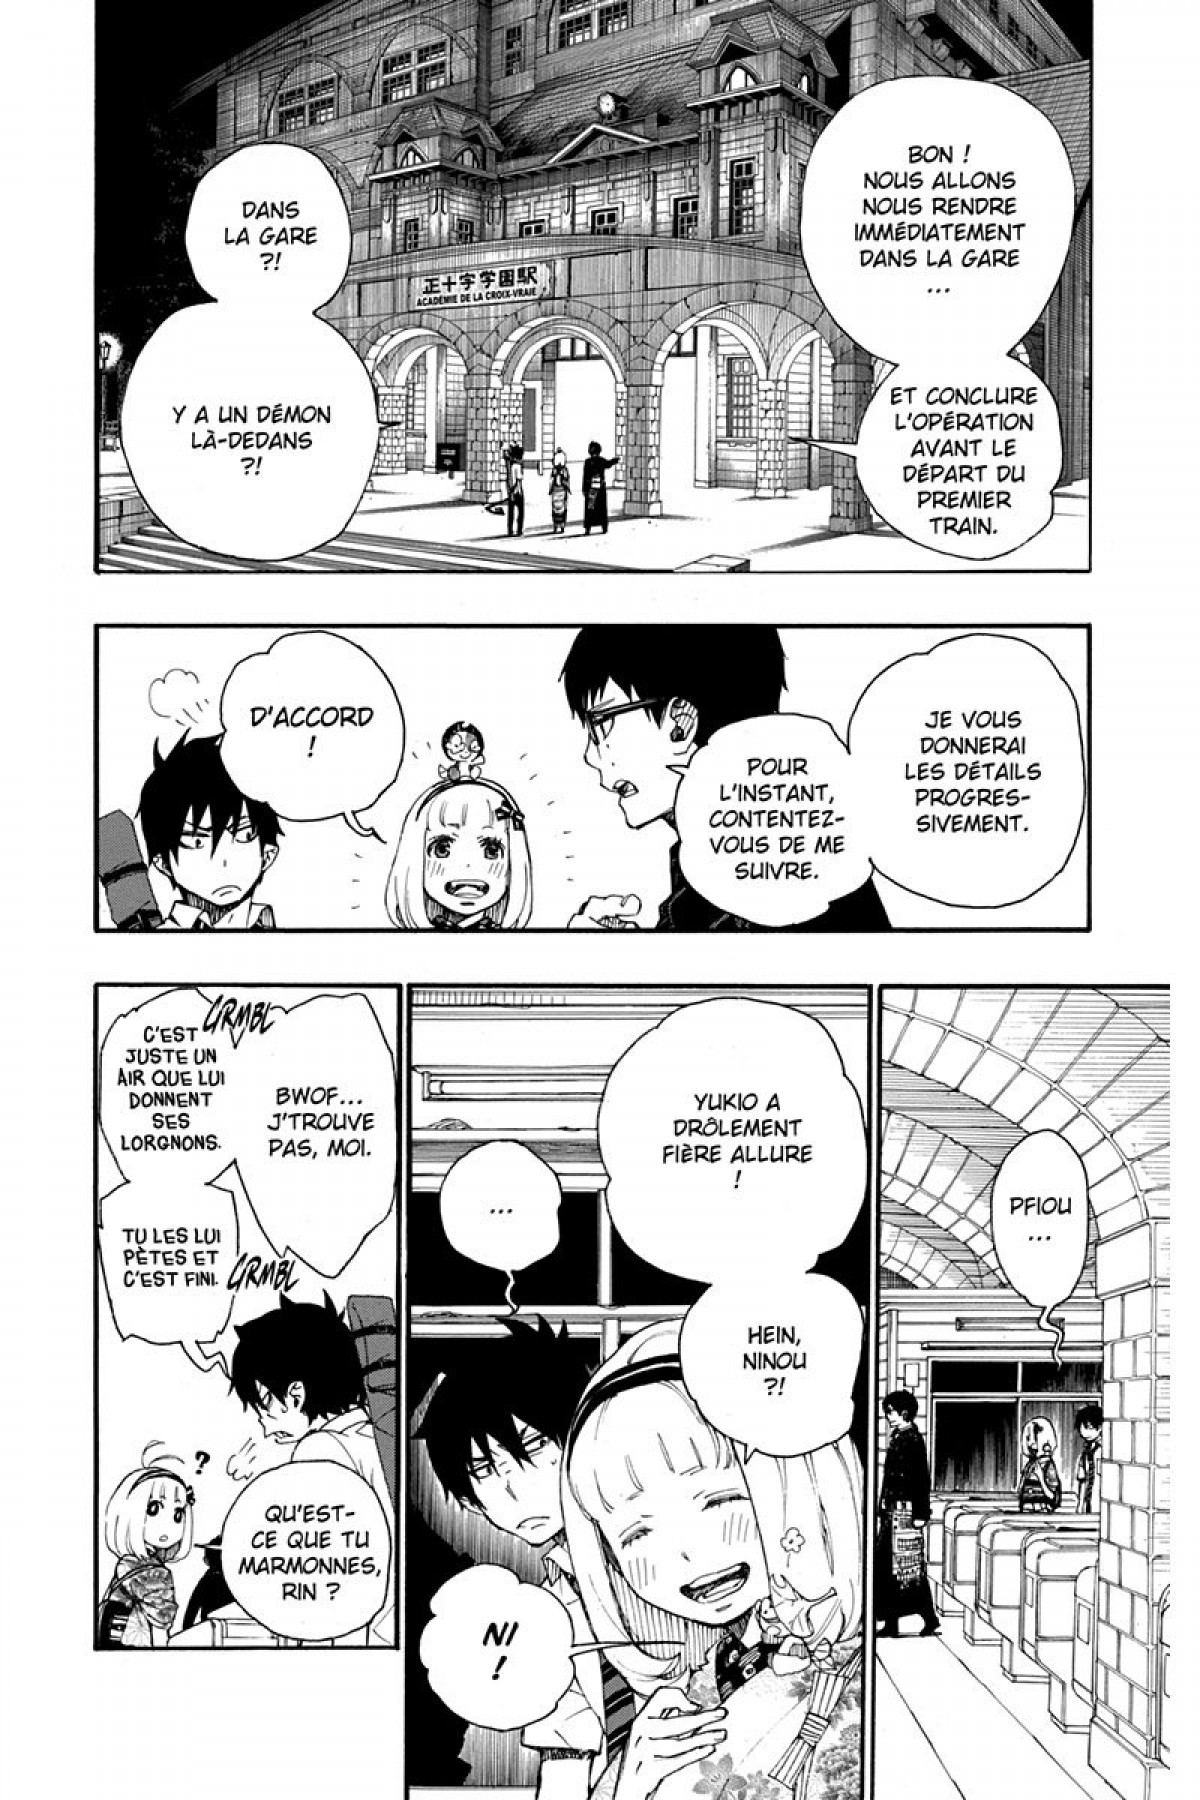 BON !
NOUS ALLONS
NOUS RENDRE
IMMÉDIATEMENT
DANS LA GARE
...
ET CONCLURE
L'OPÉRATION
AVANT LE
DÉPART DU
PREMIER
TRAIN.
DANS
LA GARE
?!
Y A UN DÉMON
LÀ-DEDANS
?!
正十字学園駅
ACADÉMIE DE LA CROIX-VRAIE
JE VOUS
DONNERAI
LES DÉTAILS
PROGRES-
SIVEMENT.
POUR
L'INSTANT,
CONTENTEZ-
VOUS DE ME
SUIVRE.
D'ACCORD
!
PFIOU
...
YUKIO A
DRÔLEMENT
FIÈRE ALLURE
!
HEIN,
NINOU
?!
...
NI
!
BWOF...
J'TROUVE
PAS, MOI.
GRMBL
C'EST
JUSTE UN
AIR QUE LUI
DONNENT
SES
LORGNONS.
TU LES LUI
PÈTES ET
C'EST FINI.
GRMBL
?
QU'EST-
CE QUE TU
MARMONNES,
RIN ?